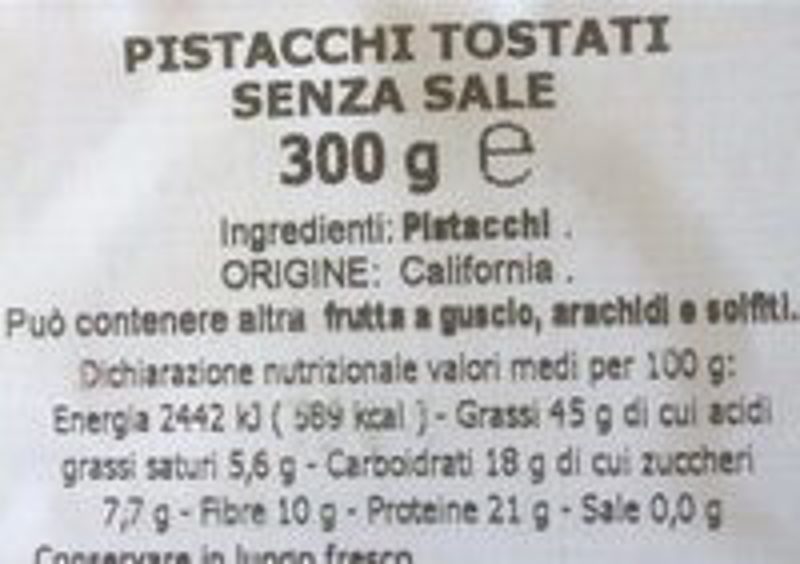 PISTACCHI TOSTATI
SENZA SALE
300 g ℮
Ingredienti: Pistacchi .
ORIGINE: California .
Può contenere altra frutta a guscio, arachidi e solfiti.
Dichiarazione nutrizionale valori medi per 100 g:
Energia 2442 kJ ( 589 kcal ) - Grassi 45 g di cui acidi
grassi saturi 5,6 g - Carboidrati 18 g di cui zuccheri
7,7 g - Fibre 10 g - Proteine 21 g - Sale 0,0 g
Conservare in luogo fresco